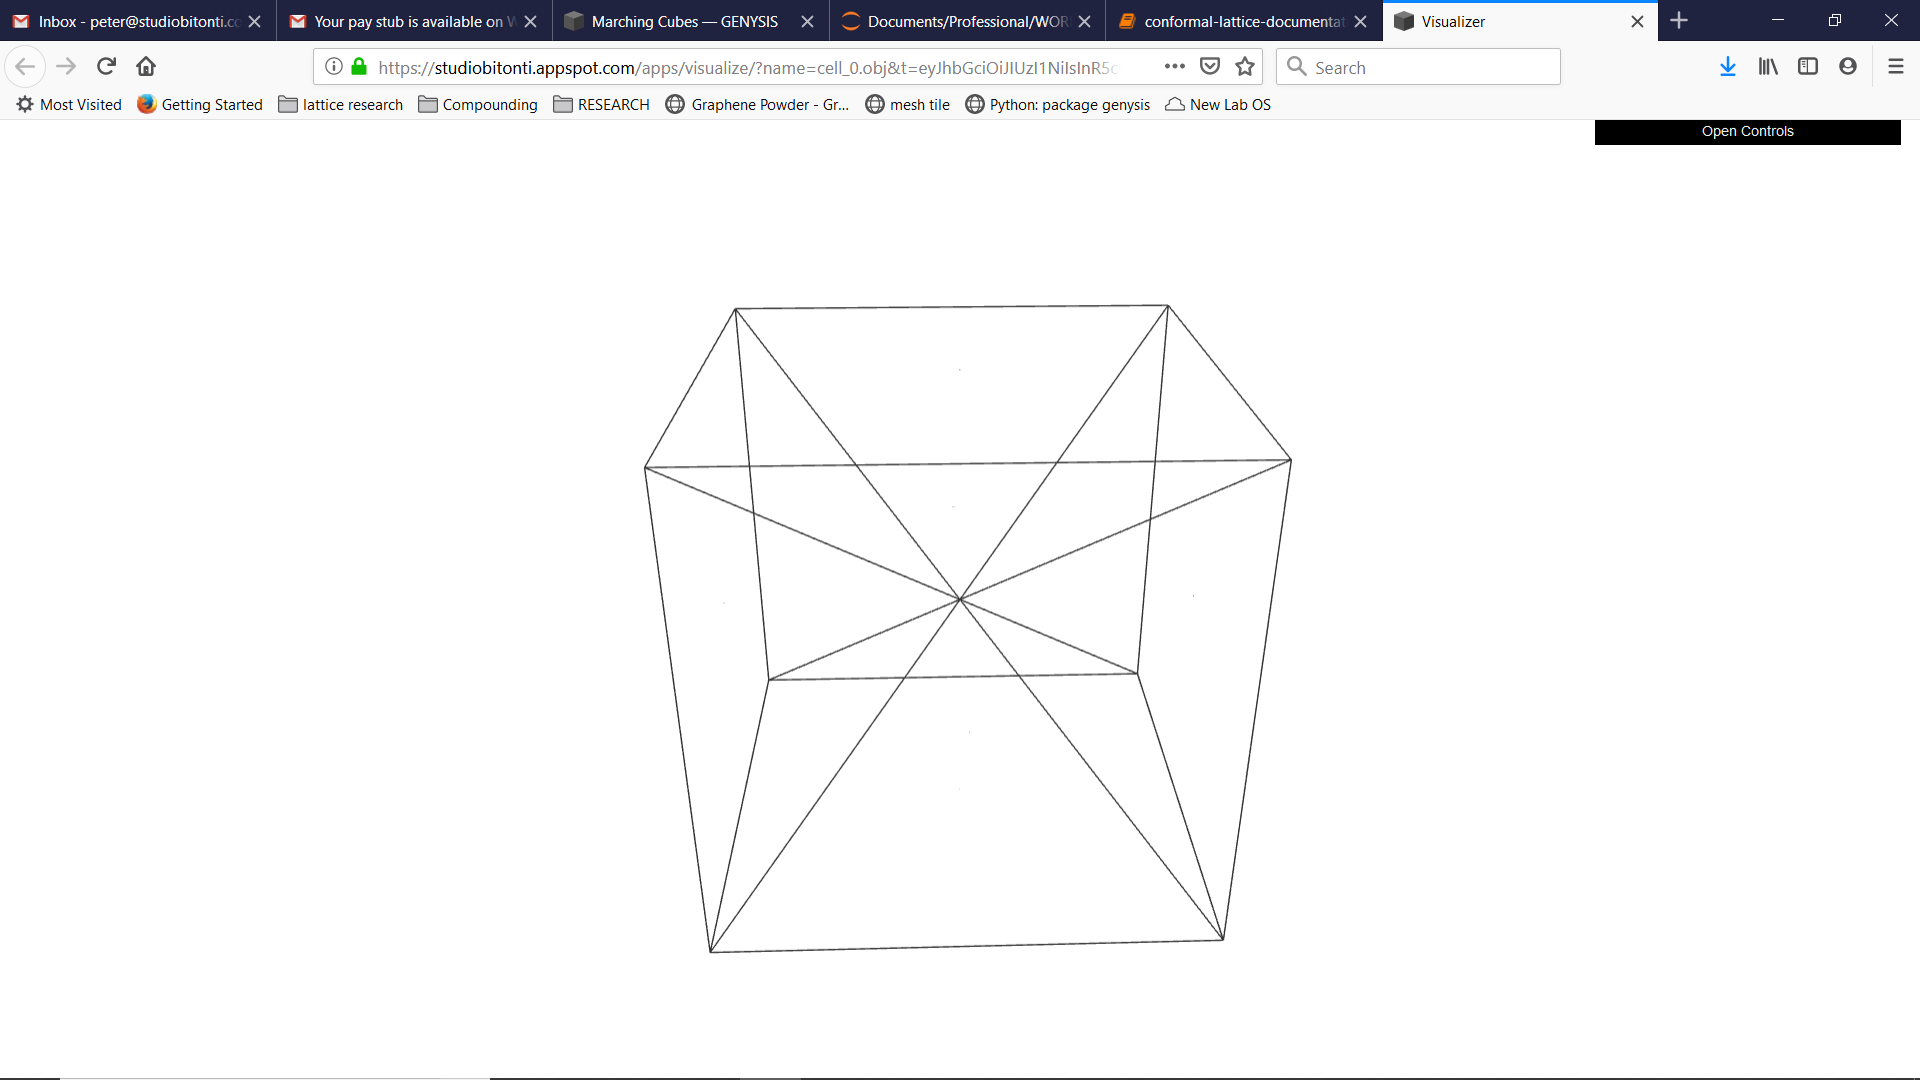 Inbox - peter@studiobitonti.co
Your pay stub is available on W
Marching Cubes — GENYSIS
Documents/Professional/WOR
conformal-lattice-documentat
Visualizer
https://studiobitonti.appspot.com/apps/visualize/?name=cell_0.obj&t=eyJhbGciOiJIUzI1NiIsInR5c
Search
Most Visited
Getting Started
lattice research
Compounding
RESEARCH
Graphene Powder - Gr...
mesh tile
Python: package genysis
New Lab OS
Open Controls